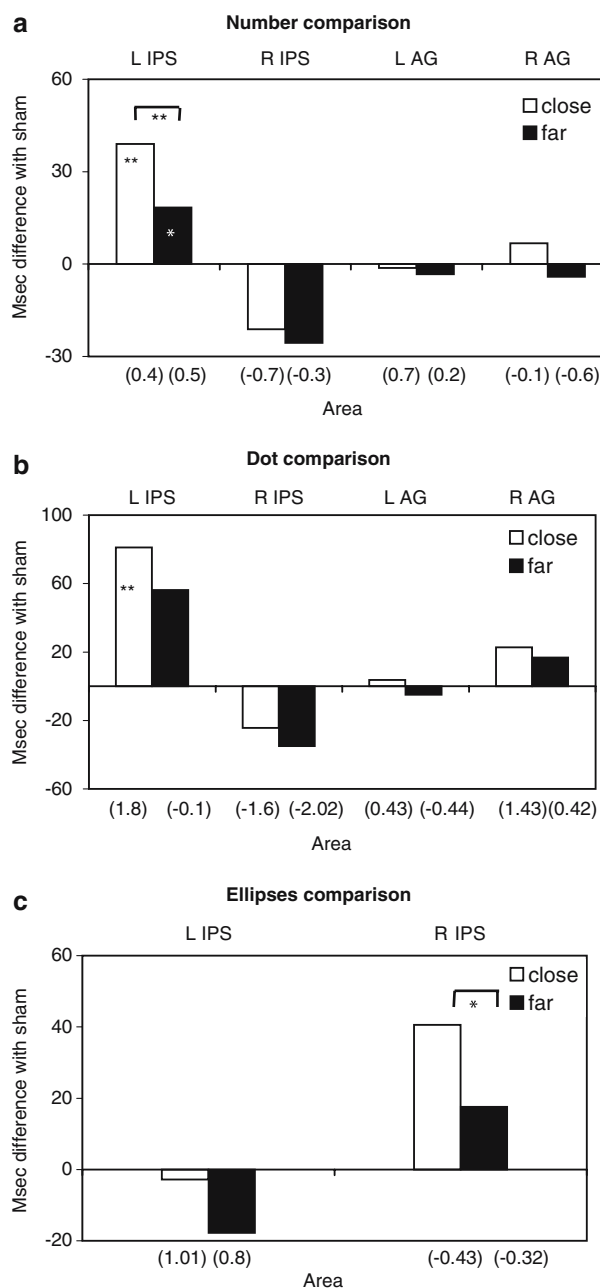 a
Number comparison
L IPS R IPS L AG R AG
60
close
far
**
**
*
30
0
-30
Msec difference with sham
(0.4) (0.5) (-0.7)(-0.3) (0.7) (0.2) (-0.1) (-0.6)
Area
b
Dot comparison
L IPS R IPS L AG R AG
100
close
far
60
**
20
-20
-60
Msec difference with sham
(1.8) (-0.1) (-1.6) (-2.02) (0.43) (-0.44) (1.43)(0.42)
Area
c
Ellipses comparison
L IPS R IPS
60
close
far
*
40
20
0
-20
Msec difference with sham
(1.01) (0.8) (-0.43) (-0.32)
Area